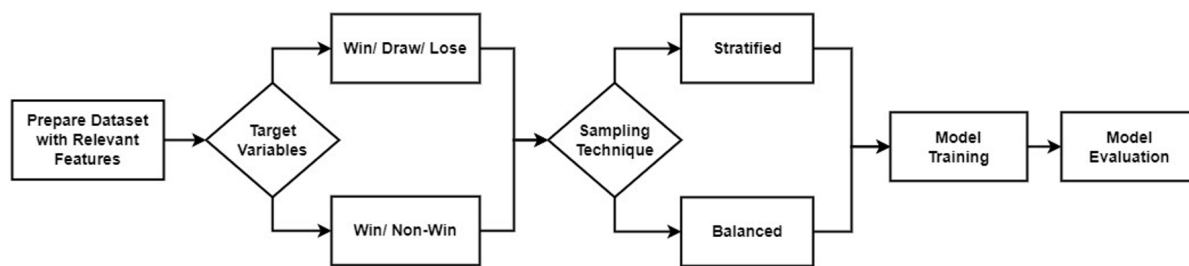 Prepare Dataset
with Relevant
Features
Target
Variables
Win/ Draw/ Lose
Win/ Non-Win
Sampling
Technique
Stratified
Balanced
Model
Training
Model
Evaluation